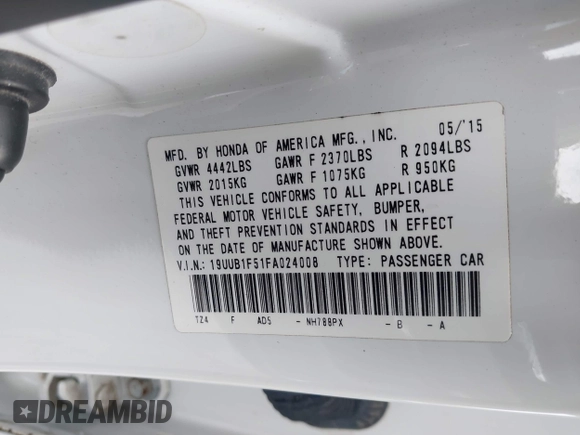 MFD. BY HONDA OF AMERICA MFG., INC. 05/'15
GVWR 4442LBS GAWR F 2370LBS R 2094LBS
GVWR 2015KG GAWR F 1075KG R 950KG
THIS VEHICLE CONFORMS TO ALL APPLICABLE
FEDERAL MOTOR VEHICLE SAFETY, BUMPER,
AND THEFT PREVENTION STANDARDS IN EFFECT
ON THE DATE OF MANUFACTURE SHOWN ABOVE.
V.I.N.: 19UUB1F51FA024008 TYPE: PASSENGER CAR
TZ4 F AD5 - NH788PX - B - A
DREAMBID